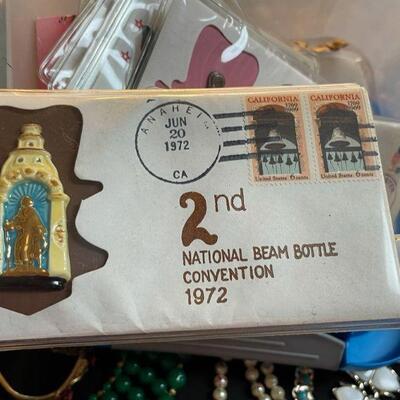 ANAHEIM
JUN
20
1972
CA
CALIFORNIA
1769
1969
United States 6 cents
CALIFORNIA
1769
1969
United States 6 cents
2nd
NATIONAL BEAM BOTTLE
CONVENTION
1972